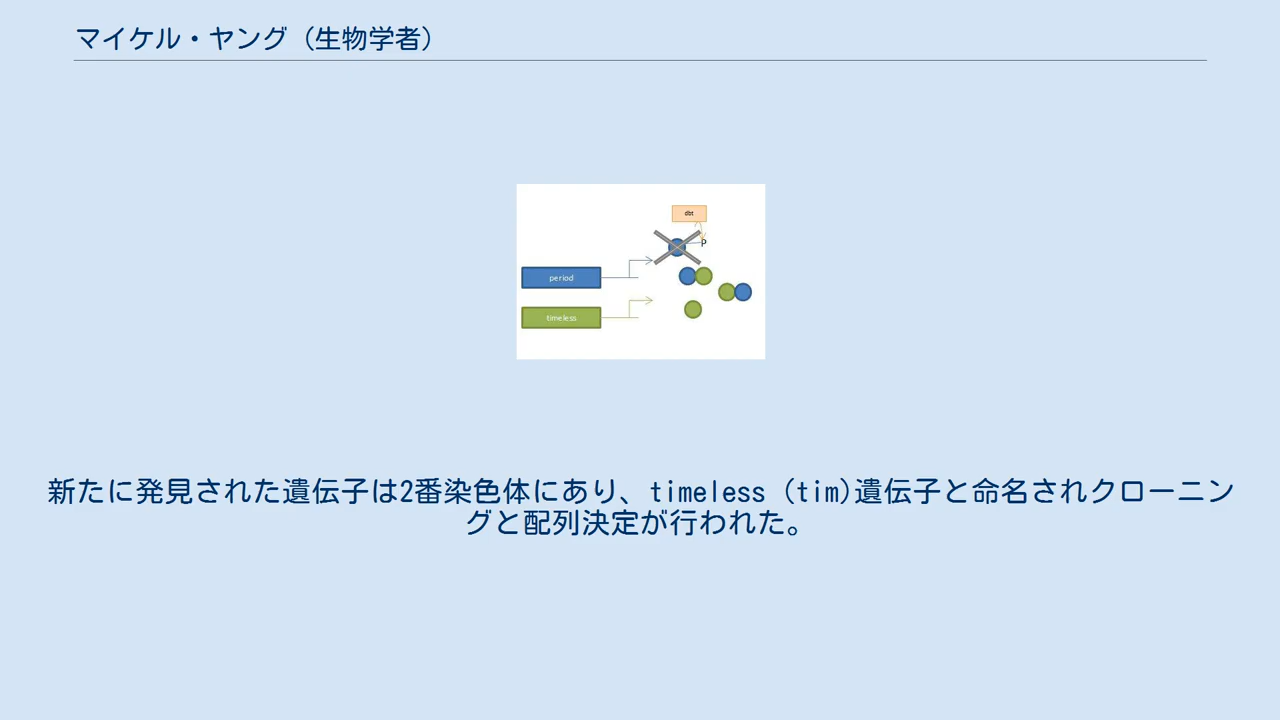 マイケル・ヤング（生物学者）
dbt
P
period
timeless
新たに発見された遺伝子は2番染色体にあり、timeless (tim)遺伝子と命名されクローニン
グと配列決定が行われた。